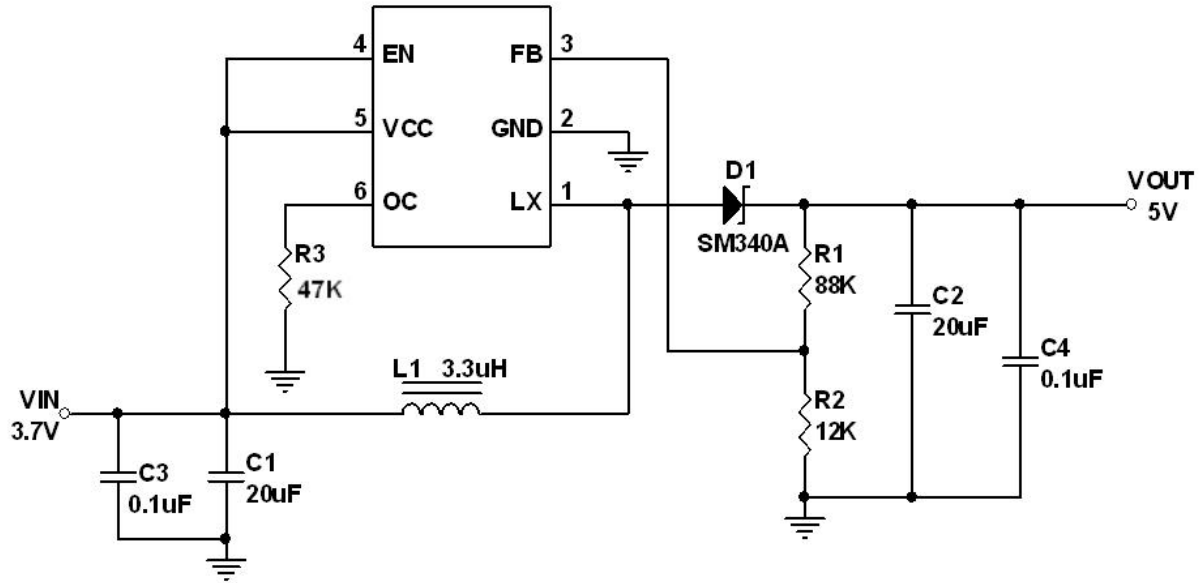 4 EN FB 3
5 VCC GND 2
6 OC LX 1
D1
SM340A
VOUT
5V
R3
47K
R1
88K
C2
20uF
C4
0.1uF
L1 3.3uH
VIN
3.7V
R2
12K
C3
0.1uF
C1
20uF